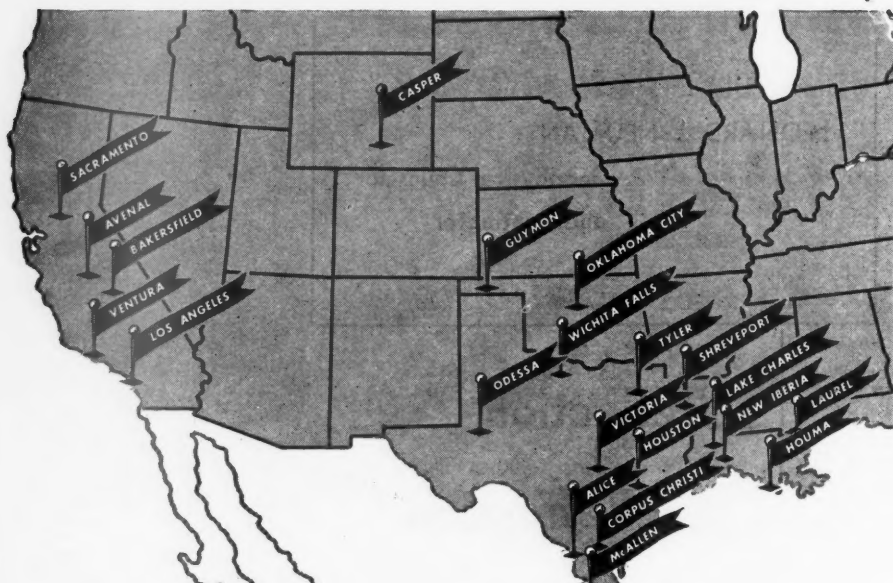 CASPER
SACRAMENTO
AVENAL
BAKERSFIELD
GUYMON
OKLAHOMA CITY
VENTURA
LOS ANGELES
WICHITA FALLS
TYLER
SHREVEPORT
ODESSA
LAKE CHARLES
VICTORIA
NEW IBERIA
LAUREL
HOUSTON
HOUMA
ALICE
CORPUS CHRISTI
McALLEN